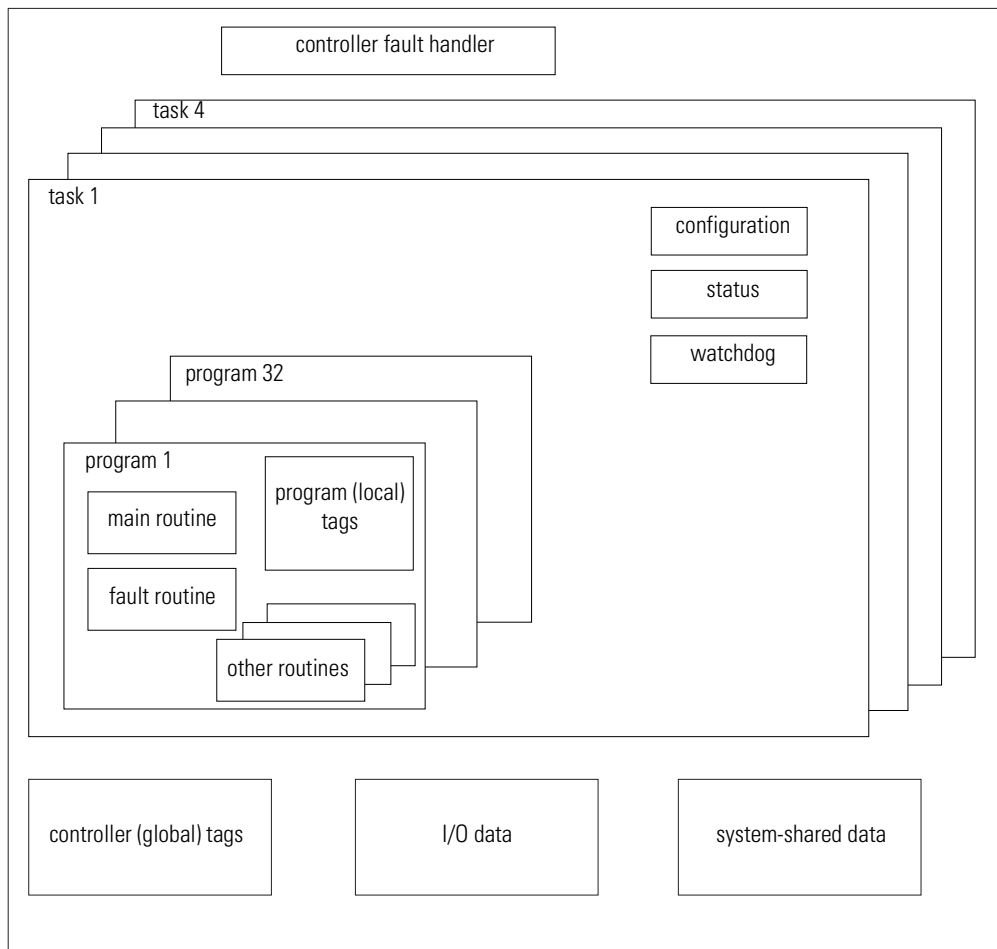 controller fault handler
task 4
task 1
configuration
status
watchdog
program 32
program 1
program (local)
tags
main routine
fault routine
other routines
controller (global) tags
I/O data
system-shared data